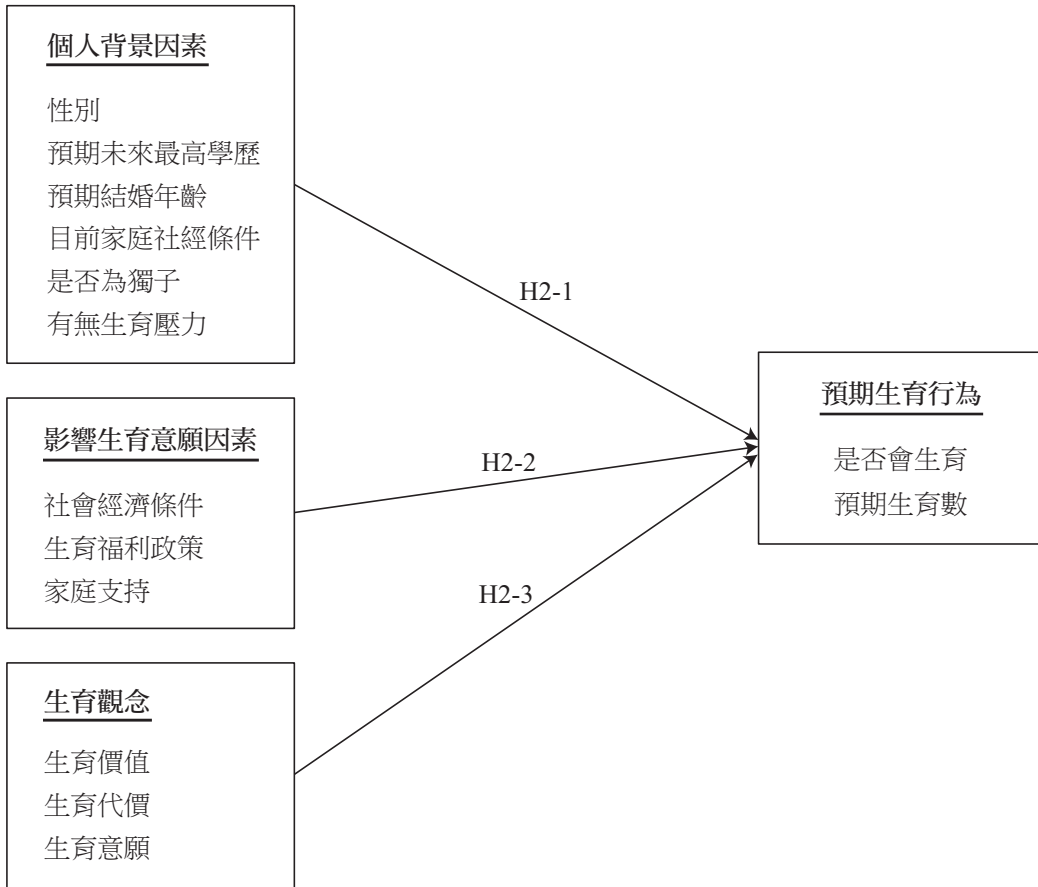 個人背景因素
性別
預期未來最高學歷
預期結婚年齡
目前家庭社經條件
是否為獨子
有無生育壓力
H2-1
影響生育意願因素
社會經濟條件
生育福利政策
家庭支持
H2-2
生育觀念
生育價值
生育代價
生育意願
H2-3
預期生育行為
是否會生育
預期生育數